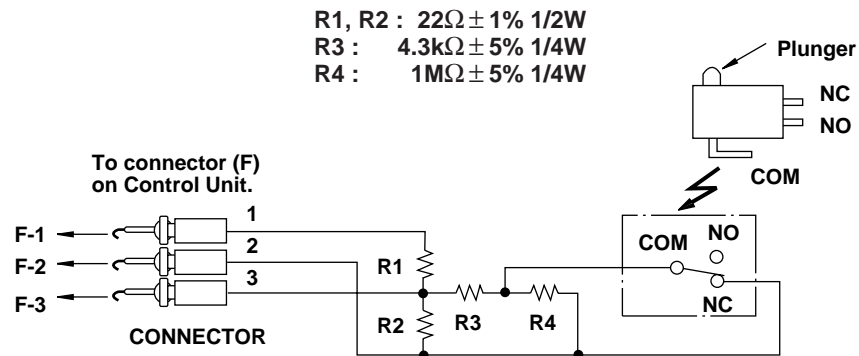 R1, R2 : 22Ω ± 1% 1/2W
R3 : 4.3kΩ ± 5% 1/4W
R4 : 1MΩ ± 5% 1/4W
Plunger
NC
NO
COM
To connector (F)
on Control Unit.
1
F-1
2
F-2
3
F-3
CONNECTOR
R1
R2
R3
R4
COM
NO
NC